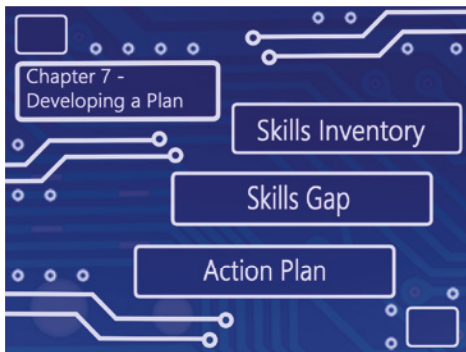 Chapter 7 -
Developing a Plan
Skills Inventory
Skills Gap
Action Plan